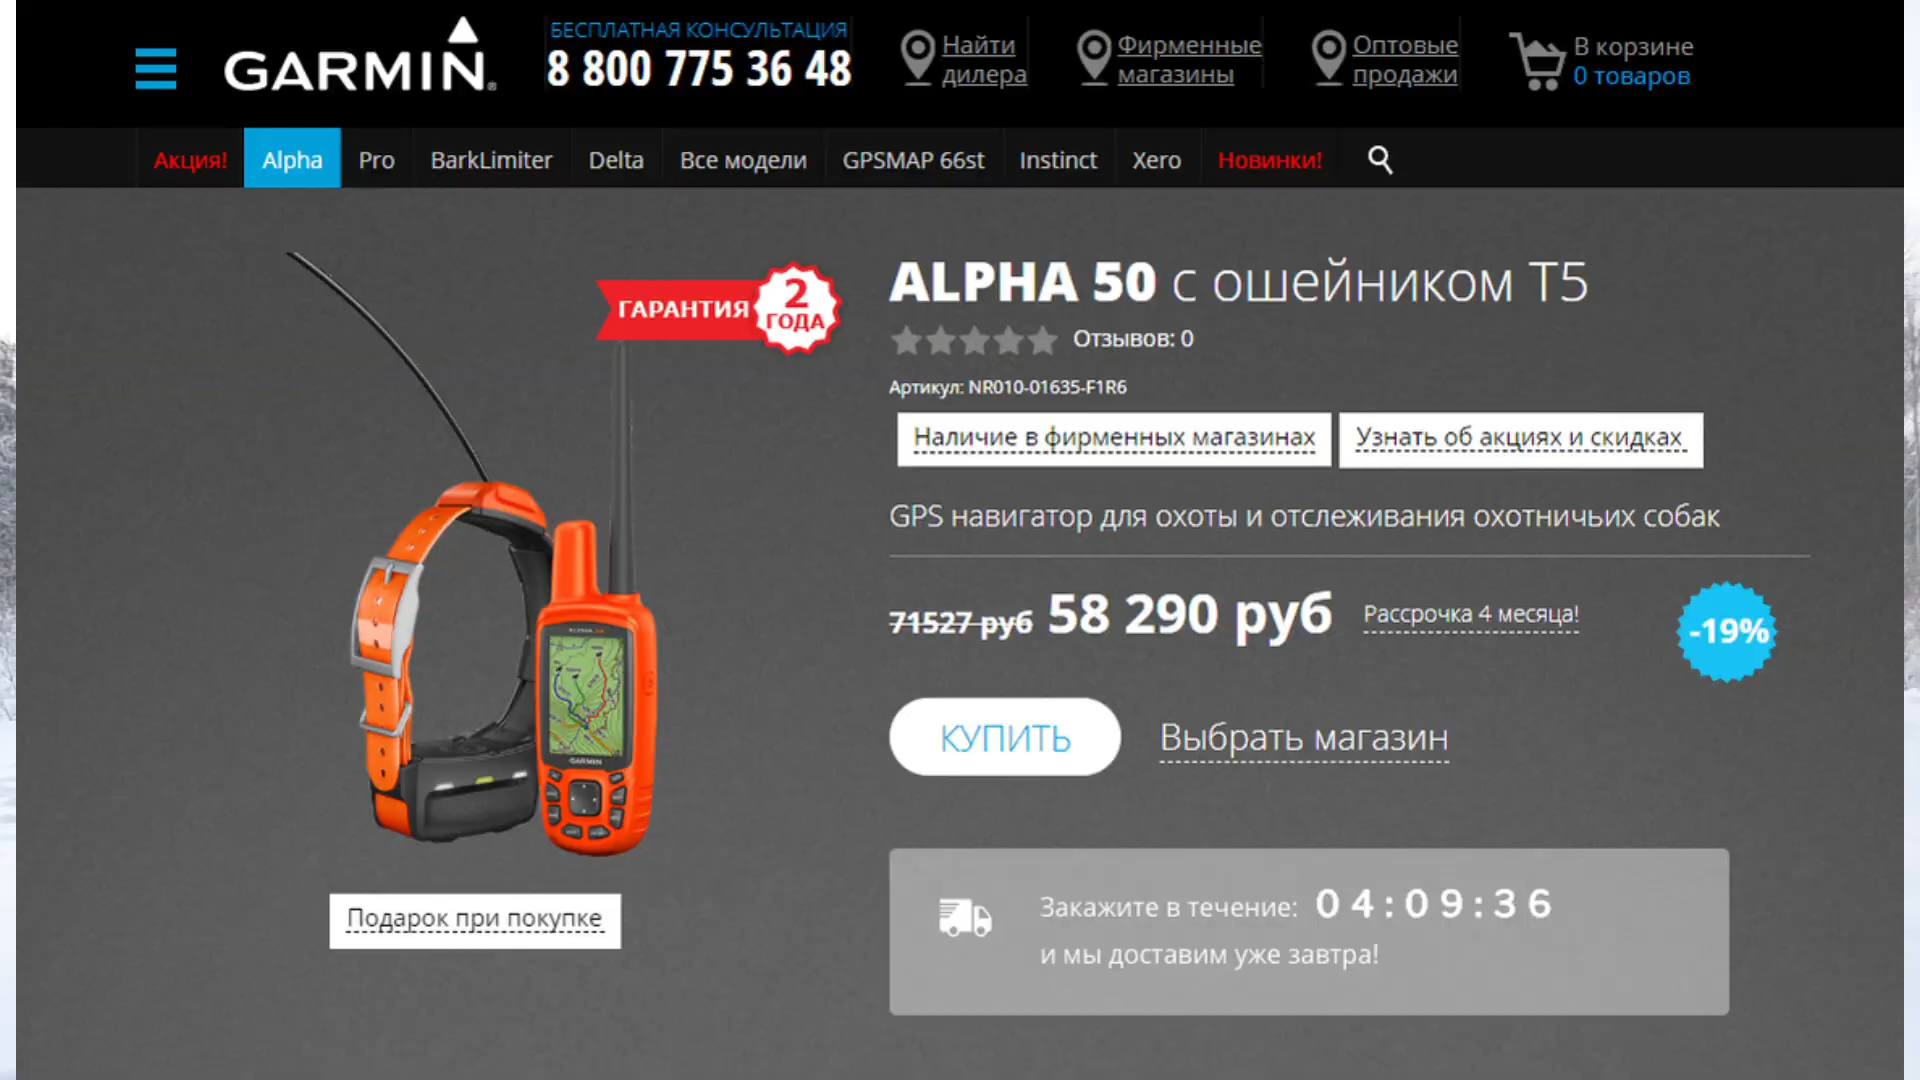 GARMIN
БЕСПЛАТНАЯ КОНСУЛЬТАЦИЯ
8 800 775 36 48
Найти
дилера
Фирменные
магазины
Оптовые
продажи
В корзине
0 товаров
Акция!
Alpha
Pro
BarkLimiter
Delta
Все модели
GPSMAP 66st
Instinct
Xero
Новинки!
ГАРАНТИЯ
2
ГОДА
GARMIN
Подарок при покупке
ALPHA 50 с ошейником T5
Отзывов: 0
Артикул: NR010-01635-F1R6
Наличие в фирменных магазинах
Узнать об акциях и скидках
GPS навигатор для охоты и отслеживания охотничьих собак
71527 руб 58 290 руб
Рассрочка 4 месяца!
-19%
КУПИТЬ
Выбрать магазин
Закажите в течение: 04:09:36
и мы доставим уже завтра!